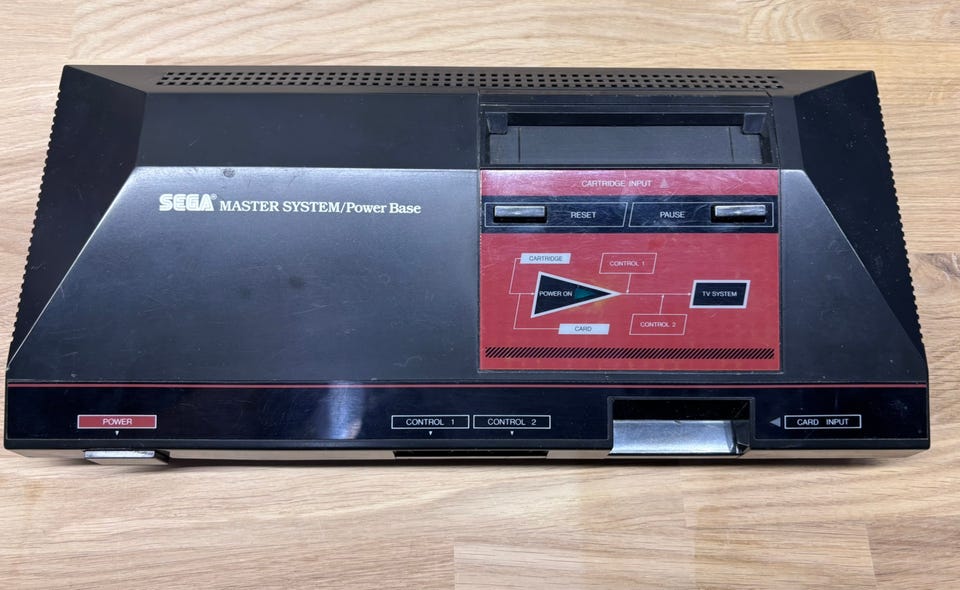 CARTRIDGE INPUT
RESET
PAUSE
SEGA® MASTER SYSTEM/Power Base
CARTRIDGE
CONTROL 1
POWER ON
TV SYSTEM
CARD
CONTROL 2
POWER
CONTROL 1
CONTROL 2
CARD INPUT